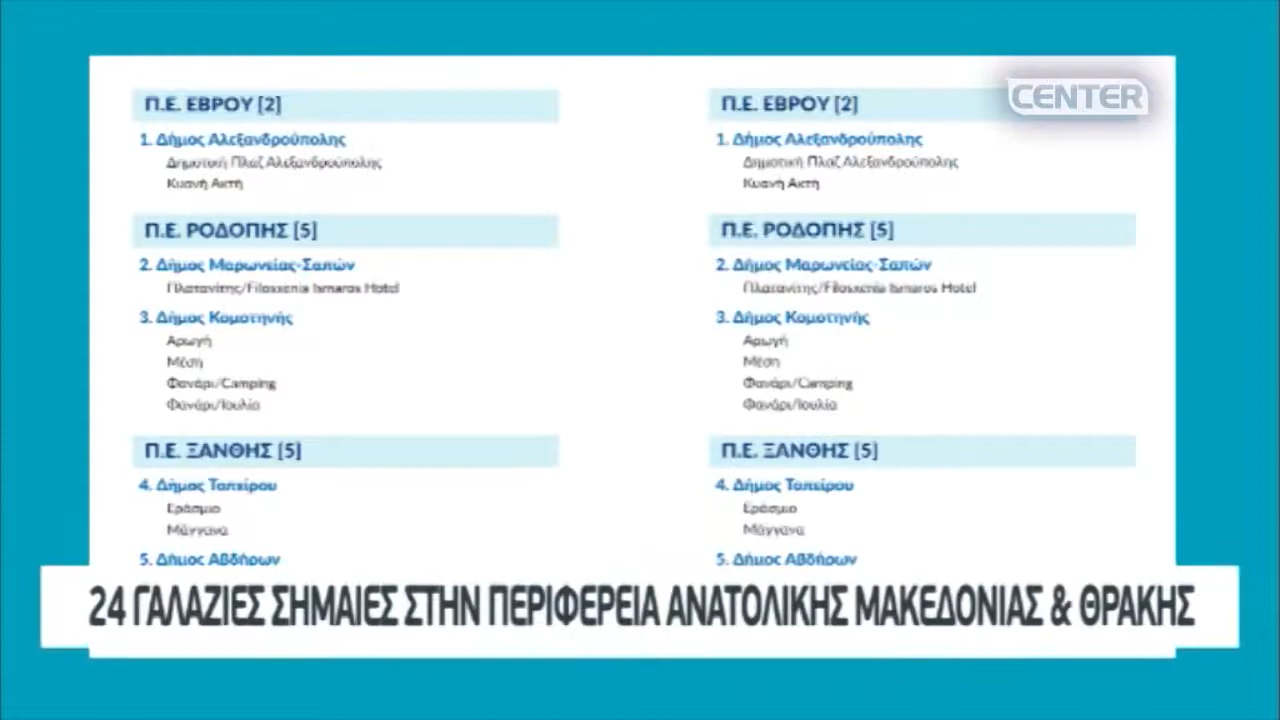 CENTER
Π.Ε. ΕΒΡΟΥ [2]
1. Δήμος Αλεξανδρούπολης
Δημοτική Πλαζ Αλεξανδρούπολης
Κυανή Ακτή
Π.Ε. ΡΟΔΟΠΗΣ [5]
2. Δήμος Μαρωνείας-Σαπών
Πλατανίτης/Filoxenia Ismaros Hotel
3. Δήμος Κομοτηνής
Αρωγή
Μέση
Φανάρι/Camping
Φανάρι/Ιουλία
Π.Ε. ΞΑΝΘΗΣ [5]
4. Δήμος Τοπείρου
Εράσμιο
Μάγγανα
5. Δήμος Αβδήρων
Π.Ε. ΕΒΡΟΥ [2]
1. Δήμος Αλεξανδρούπολης
Δημοτική Πλαζ Αλεξανδρούπολης
Κυανή Ακτή
Π.Ε. ΡΟΔΟΠΗΣ [5]
2. Δήμος Μαρωνείας-Σαπών
Πλατανίτης/Filoxenia Ismaros Hotel
3. Δήμος Κομοτηνής
Αρωγή
Μέση
Φανάρι/Camping
Φανάρι/Ιουλία
Π.Ε. ΞΑΝΘΗΣ [5]
4. Δήμος Τοπείρου
Εράσμιο
Μάγγανα
5. Δήμος Αβδήρων
24 ΓΑΛΑΖΙΕΣ ΣΗΜΑΙΕΣ ΣΤΗΝ ΠΕΡΙΦΕΡΕΙΑ ΑΝΑΤΟΛΙΚΗΣ ΜΑΚΕΔΟΝΙΑΣ & ΘΡΑΚΗΣ